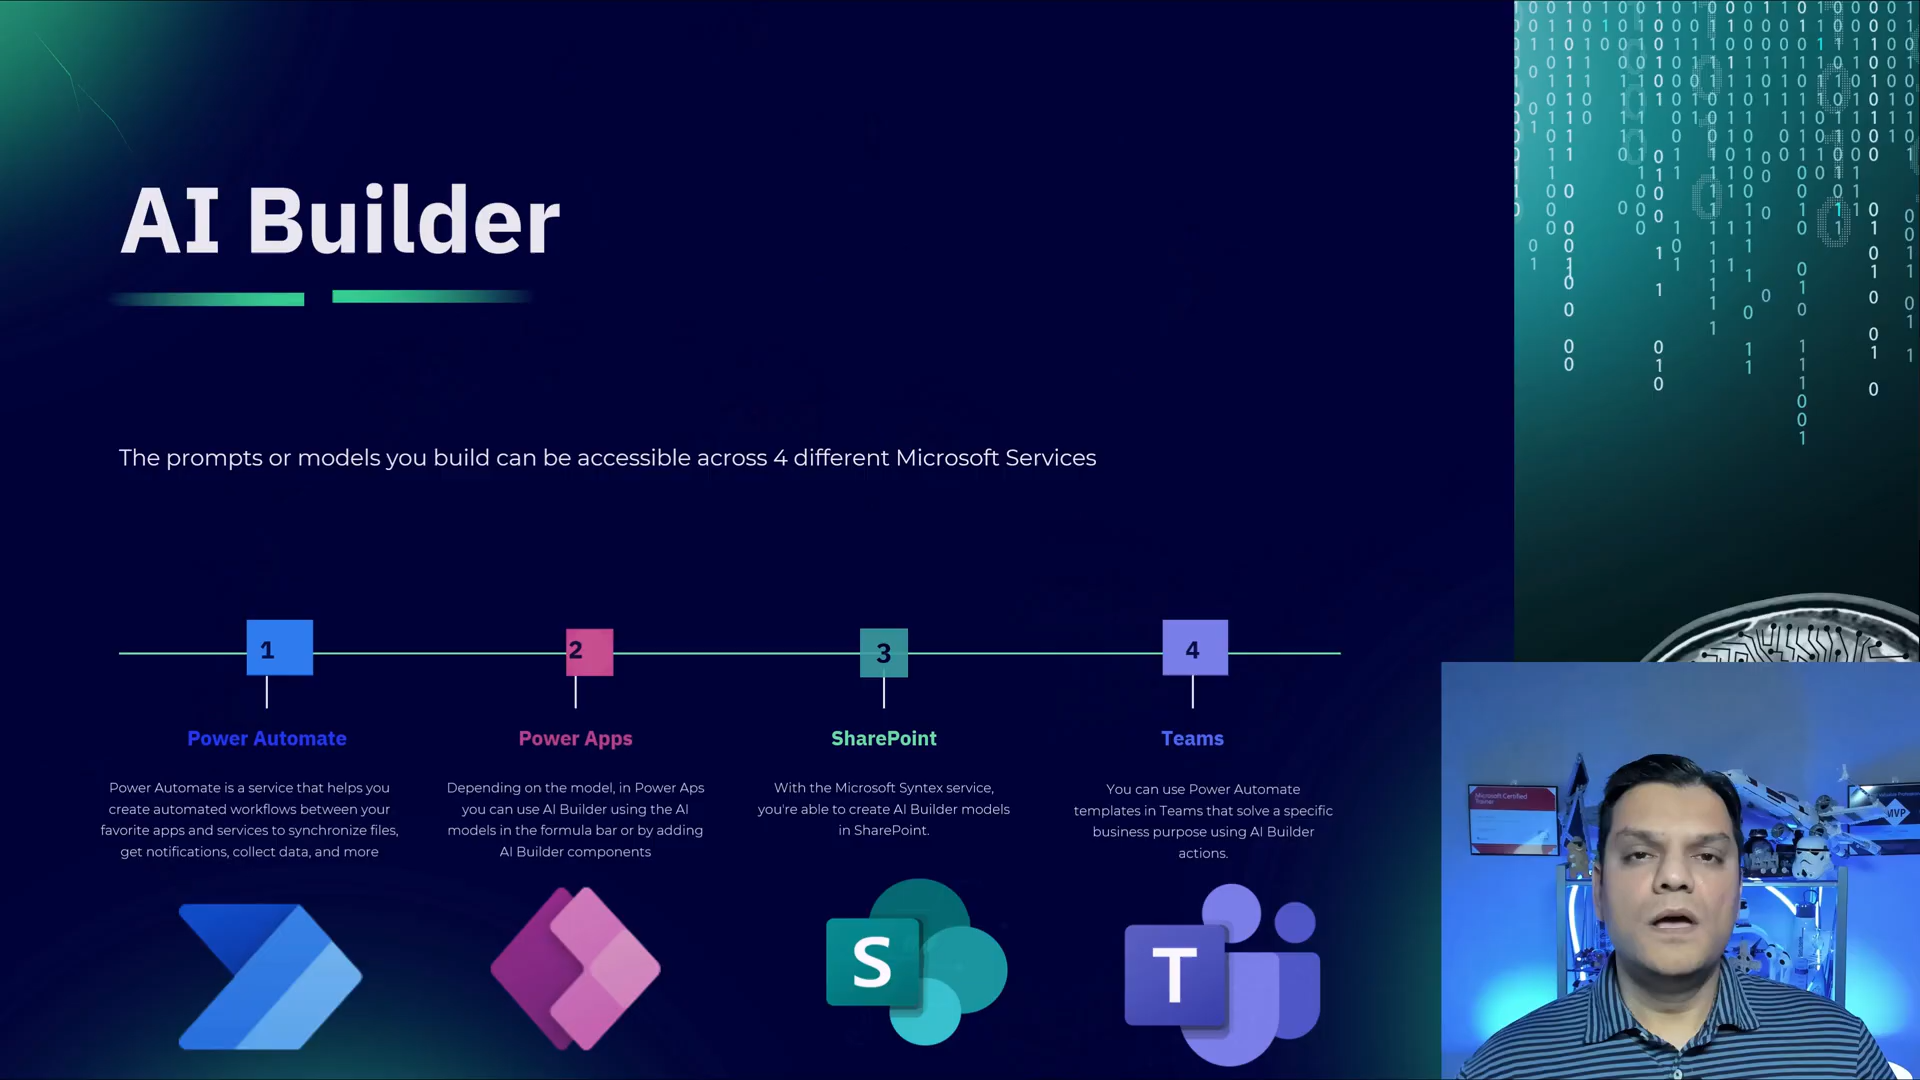 AI Builder
The prompts or models you build can be accessible across 4 different Microsoft Services
1
2
3
4
Power Automate
Power Apps
SharePoint
Teams
Power Automate is a service that helps you
create automated workflows between your
favorite apps and services to synchronize files,
get notifications, collect data, and more
Depending on the model, in Power Aps
you can use AI Builder using the AI
models in the formula bar or by adding
AI Builder components
With the Microsoft Syntex service,
you're able to create AI Builder models
in SharePoint.
You can use Power Automate
templates in Teams that solve a specific
business purpose using AI Builder
actions.
S
T
Microsoft Certified
Trainer
MVP